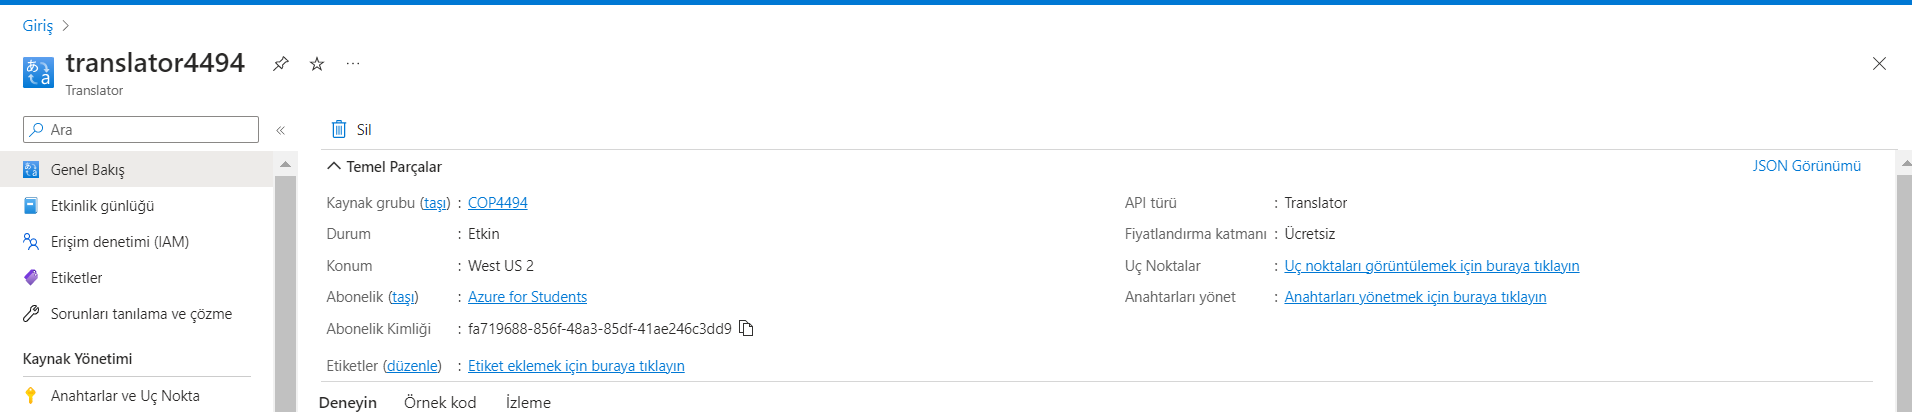 Giriş >
translator4494
Translator
Ara
«
Sil
Genel Bakış
Etkinlik günlüğü
Erişim denetimi (IAM)
Etiketler
Sorunları tanılama ve çözme
Kaynak Yönetimi
Anahtarlar ve Uç Nokta
Temel Parçalar
JSON Görünümü
Kaynak grubu (taşı) : COP4494
Durum : Etkin
Konum : West US 2
Abonelik (taşı) : Azure for Students
Abonelik Kimliği : fa719688-856f-48a3-85df-41ae246c3dd9
Etiketler (düzenle) : Etiket eklemek için buraya tıklayın
API türü : Translator
Fiyatlandırma katmanı : Ücretsiz
Uç Noktalar : Uç noktaları görüntülemek için buraya tıklayın
Anahtarları yönet : Anahtarları yönetmek için buraya tıklayın
Deneyin Örnek kod İzleme